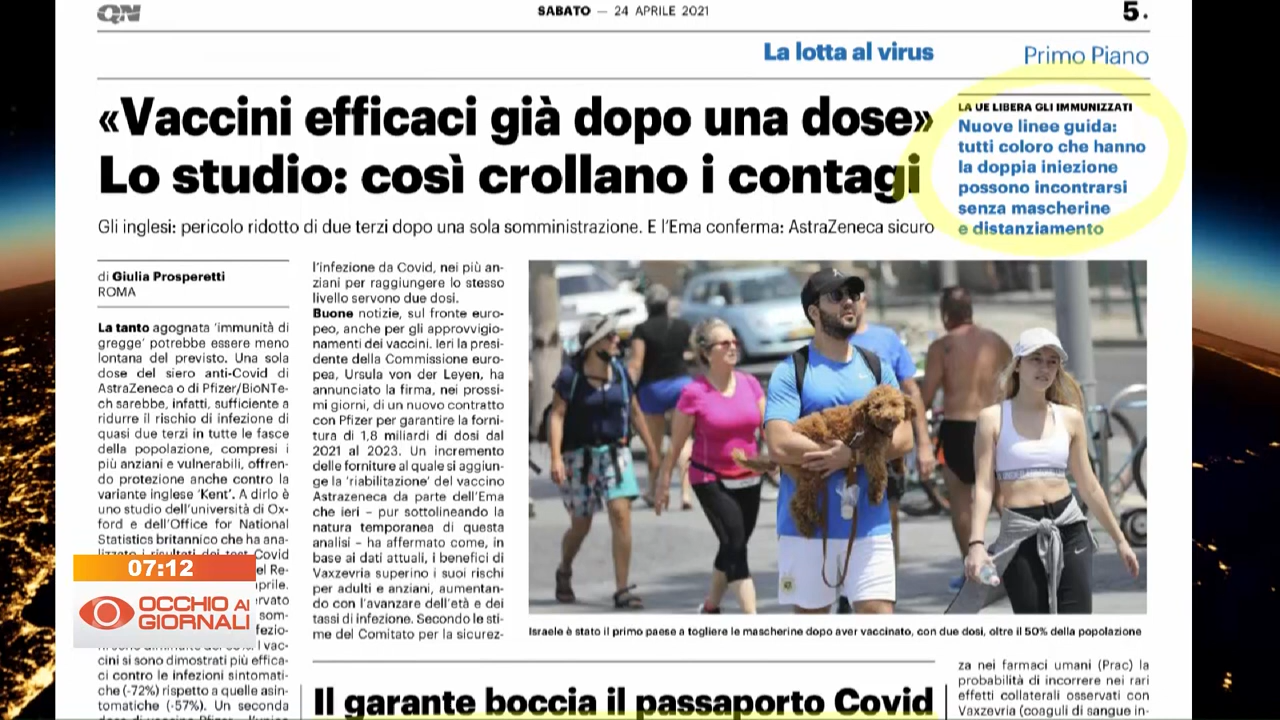 QN
SABATO — 24 APRILE 2021
5.
La lotta al virus
Primo Piano
«Vaccini efficaci già dopo una dose»
Lo studio: così crollano i contagi
Gli inglesi: pericolo ridotto di due terzi dopo una sola somministrazione. E l'Ema conferma: AstraZeneca sicuro
LA UE LIBERA GLI IMMUNIZZATI
Nuove linee guida:
tutti coloro che hanno
la doppia iniezione
possono incontrarsi
senza mascherine
e distanziamento
di Giulia Prosperetti
ROMA
La tanto agognata 'immunità di
gregge' potrebbe essere meno
lontana del previsto. Una sola
dose del siero anti-Covid di
AstraZeneca o di Pfizer/BioNTe-
ch sarebbe, infatti, sufficiente a
ridurre il rischio di infezione di
quasi due terzi in tutte le fasce
della popolazione, compresi i
più anziani e vulnerabili, offren-
do protezione anche contro la
variante inglese 'Kent'. A dirlo è
uno studio dell'università di Ox-
ford e dell'Office for National
Statistics britannico che ha ana-
lizzato i risultati dei test Covid
el Re-
aprile.
rvato
som-
fezio-
I vac-
cini si sono dimostrati più effica-
ci contro le infezioni sintomati-
che (-72%) rispetto a quelle asin-
tomatiche (-57%). Un secondo
l'infezione da Covid, nei più an-
ziani per raggiungere lo stesso
livello servono due dosi.
Buone notizie, sul fronte euro-
peo, anche per gli approvvigio-
namenti dei vaccini. Ieri la presi-
dente della Commissione euro-
pea, Ursula von der Leyen, ha
annunciato la firma, nei prossi-
mi giorni, di un nuovo contratto
con Pfizer per garantire la forni-
tura di 1,8 miliardi di dosi dal
2021 al 2023. Un incremento
delle forniture al quale si aggiun-
ge la 'riabilitazione' del vaccino
Astrazeneca da parte dell'Ema
che ieri – pur sottolineando la
natura temporanea di questa
analisi – ha affermato come, in
base ai dati attuali, i benefici di
Vaxzevria superino i suoi rischi
per adulti e anziani, aumentan-
do con l'avanzare dell'età e dei
tassi di infezione. Secondo le sti-
me del Comitato per la sicurez-
Israele è stato il primo paese a togliere le mascherine dopo aver vaccinato, con due dosi, oltre il 50% della popolazione
Il garante boccia il passaporto Covid
za nei farmaci umani (Prac) la
probabilità di incorrere nei rari
effetti collaterali osservati con
Vaxzevria (coaguli di sangue in-
07:12
OCCHIO AI
GIORNALI